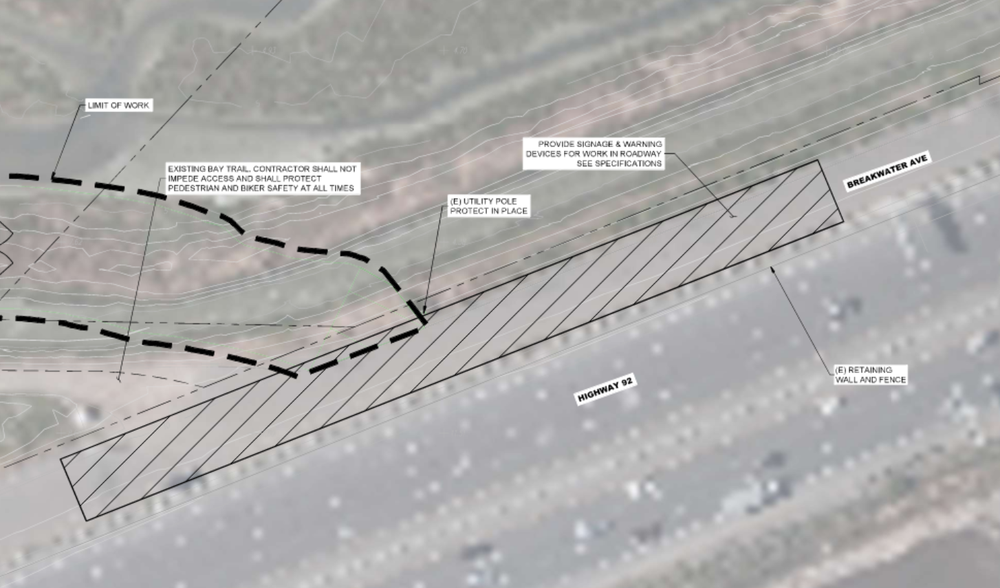 LIMIT OF WORK
EXISTING BAY TRAIL. CONTRACTOR SHALL NOT
IMPEDE ACCESS AND SHALL PROTECT
PEDESTRIAN AND BIKER SAFETY AT ALL TIMES
PROVIDE SIGNAGE & WARNING
DEVICES FOR WORK IN ROADWAY
SEE SPECIFICATIONS
BREAKWATER AVE
(E) UTILITY POLE
PROTECT IN PLACE
HIGHWAY 92
(E) RETAINING
WALL AND FENCE